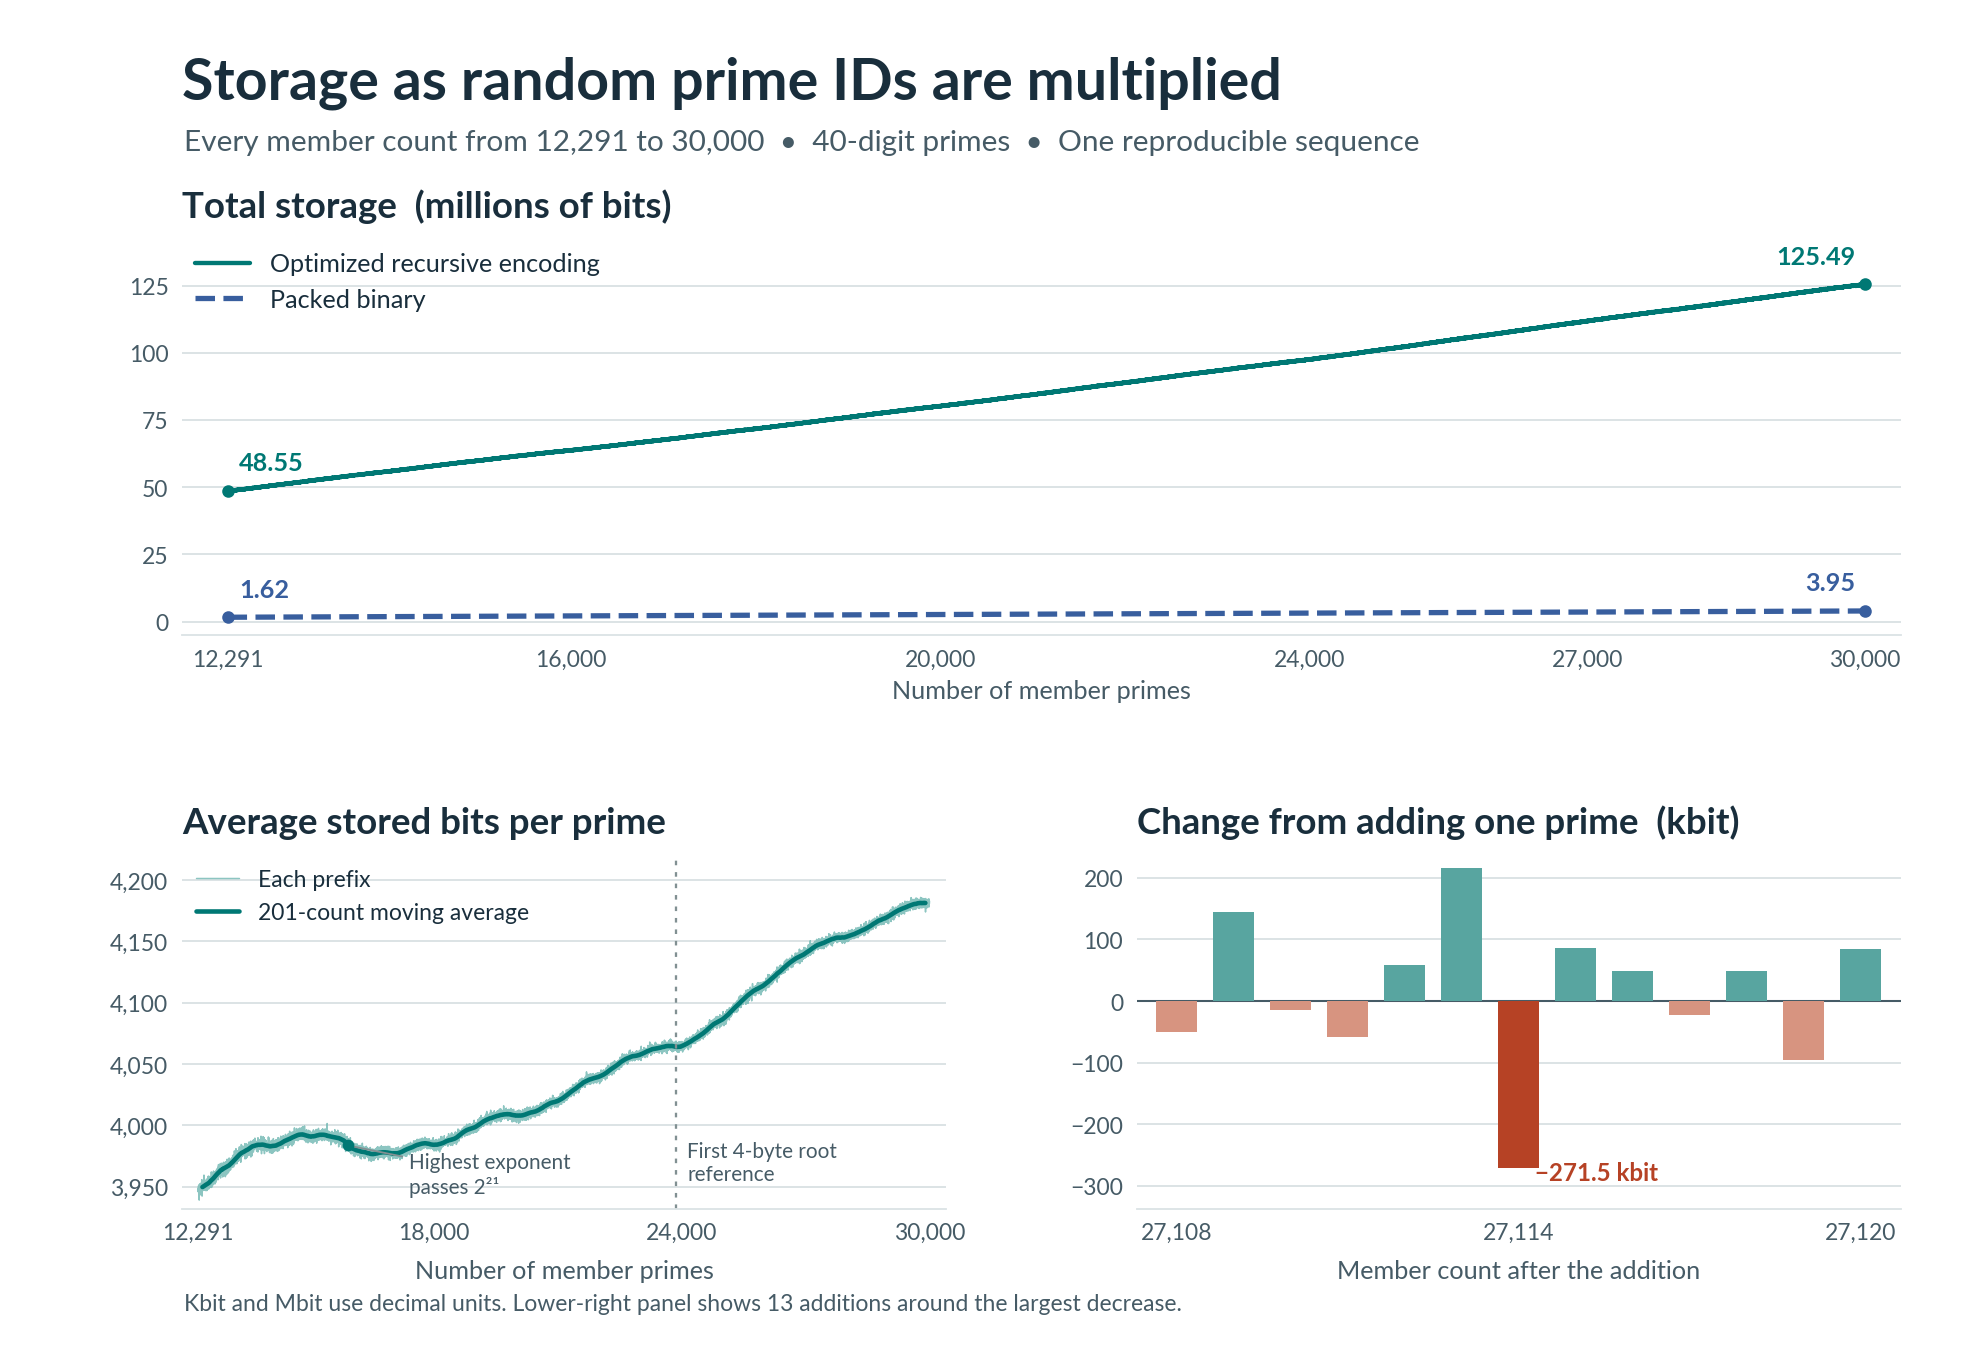 Storage as random prime IDs are multiplied
Every member count from 12,291 to 30,000 • 40-digit primes • One reproducible sequence
Total storage (millions of bits)
Optimized recursive encoding
Packed binary
125
100
75
50
25
0
48.55
125.49
1.62
3.95
12,291 16,000 20,000 24,000 27,000 30,000
Number of member primes
Average stored bits per prime
Each prefix
201-count moving average
4,200
4,150
4,100
4,050
4,000
3,950
Highest exponent
passes 2²¹
First 4-byte root
reference
12,291 18,000 24,000 30,000
Number of member primes
Change from adding one prime (kbit)
200
100
0
−100
−200
−300
−271.5 kbit
27,108 27,114 27,120
Member count after the addition
Kbit and Mbit use decimal units. Lower-right panel shows 13 additions around the largest decrease.